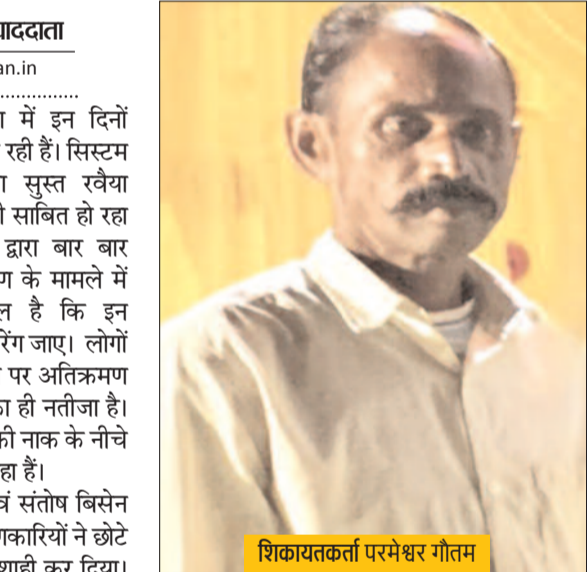 ाददाता
an.in
में इन दिनों
रही हैं। सिस्टम
सुस्त रवैया
साबित हो रहा
द्वारा बार बार
ण के मामले में
है कि इन
रेंग जाए। लोगों
पर अतिक्रमण
ही नतीजा है।
की नाक के नीचे
हा हैं।
वं संतोष बिसेन
कारियों ने छोटे
शाही कर दिया।
शिकायतकर्ता परमेश्वर गौतम